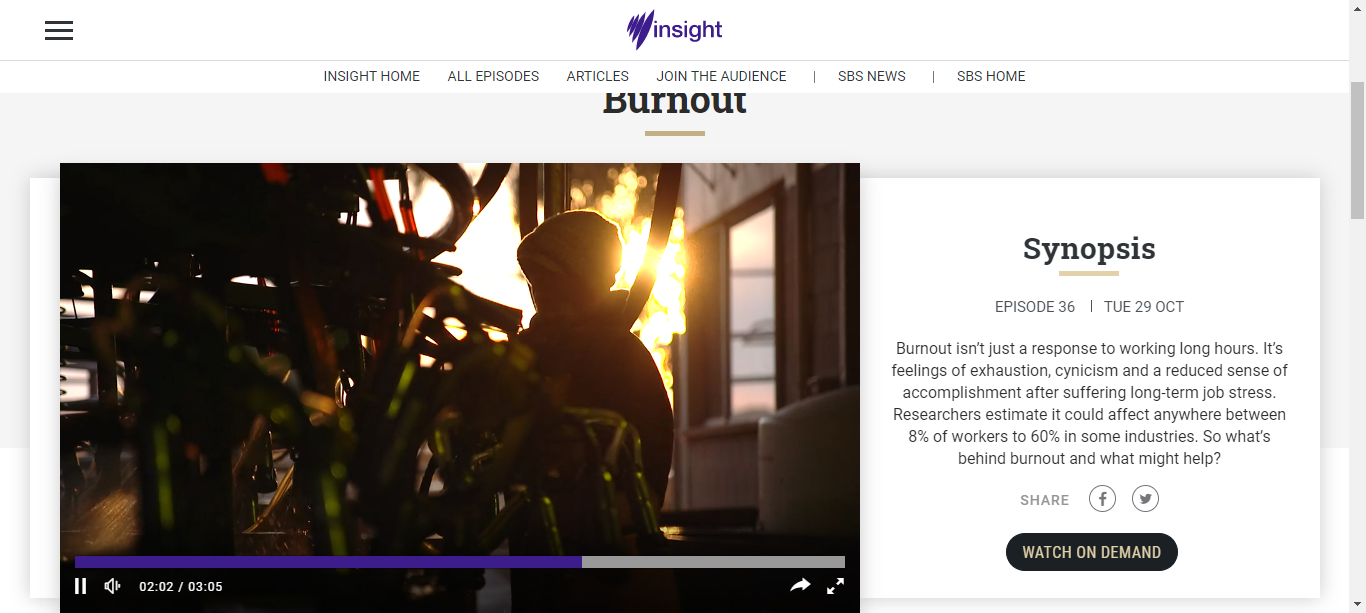 insight
INSIGHT HOME
ALL EPISODES
ARTICLES
JOIN THE AUDIENCE
|
SBS NEWS
|
SBS HOME
Burnout
Synopsis
EPISODE 36 | TUE 29 OCT
Burnout isn’t just a response to working long hours. It’s
feelings of exhaustion, cynicism and a reduced sense of
accomplishment after suffering long-term job stress.
Researchers estimate it could affect anywhere between
8% of workers to 60% in some industries. So what’s
behind burnout and what might help?
SHARE
WATCH ON DEMAND
02:02 / 03:05